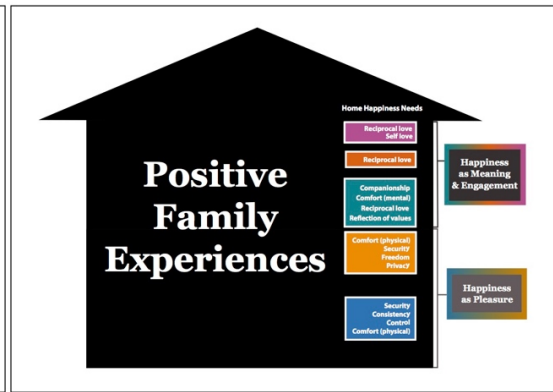 Home Happiness Needs
Reciprocal love
Self love
Reciprocal love
Companionship
Comfort (mental)
Reciprocal love
Reflection of values
Comfort (physical)
Security
Freedom
Privacy
Security
Consistency
Control
Comfort (physical)
Positive
Family
Experiences
Happiness
as Meaning
& Engagement
Happiness
as Pleasure